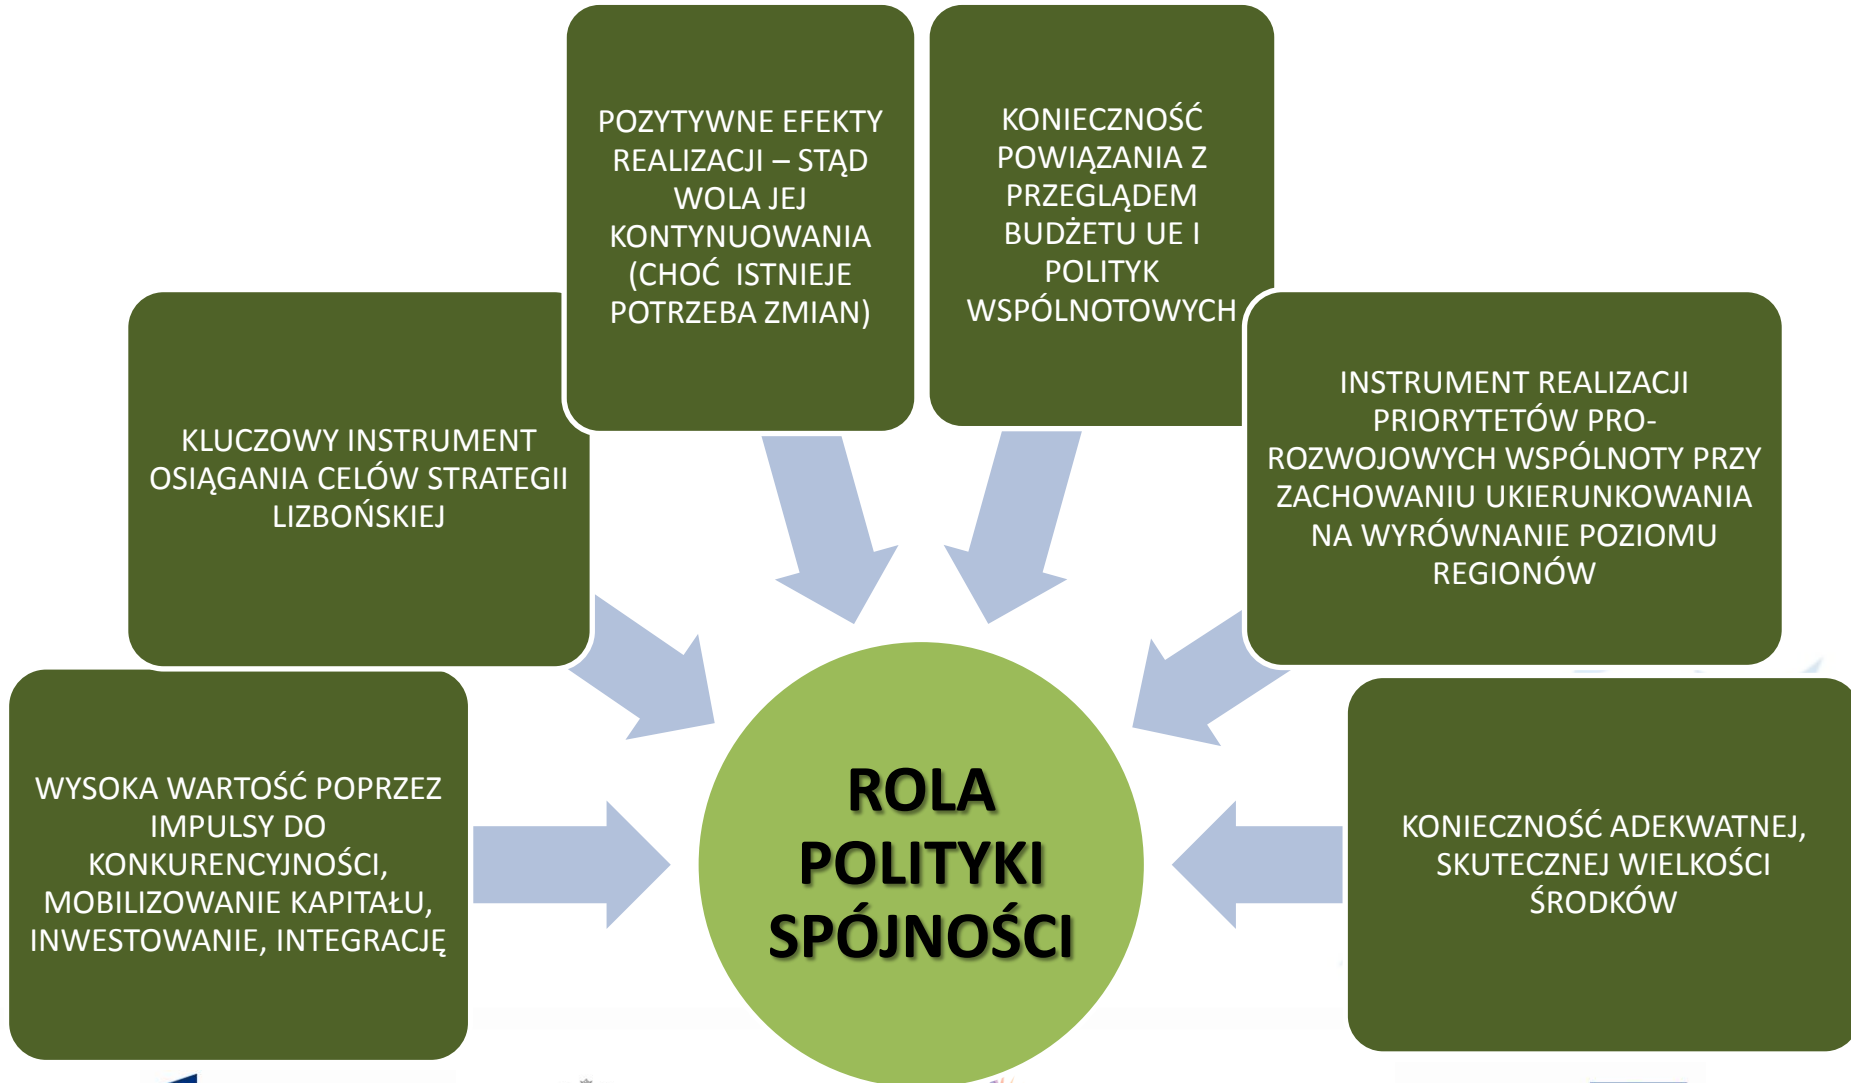 POZYTYWNE EFEKTY
REALIZACJI – STĄD
WOLA JEJ
KONTYNUOWANIA
(CHOĆ ISTNIEJE
POTRZEBA ZMIAN)
KONIECZNOŚĆ
POWIĄZANIA Z
PRZEGLĄDEM
BUDŻETU UE I
POLITYK
WSPÓLNOTOWYCH
KLUCZOWY INSTRUMENT
OSIĄGANIA CELÓW STRATEGII
LIZBOŃSKIEJ
INSTRUMENT REALIZACJI
PRIORYTETÓW PRO-
ROZWOJOWYCH WSPÓLNOTY PRZY
ZACHOWANIU UKIERUNKOWANIA
NA WYRÓWNANIE POZIOMU
REGIONÓW
WYSOKA WARTOŚĆ POPRZEZ
IMPULSY DO
KONKURENCYJNOŚCI,
MOBILIZOWANIE KAPITAŁU,
INWESTOWANIE, INTEGRACJĘ
ROLA
POLITYKI
SPÓJNOŚCI
KONIECZNOŚĆ ADEKWATNEJ,
SKUTECZNEJ WIELKOŚCI
ŚRODKÓW